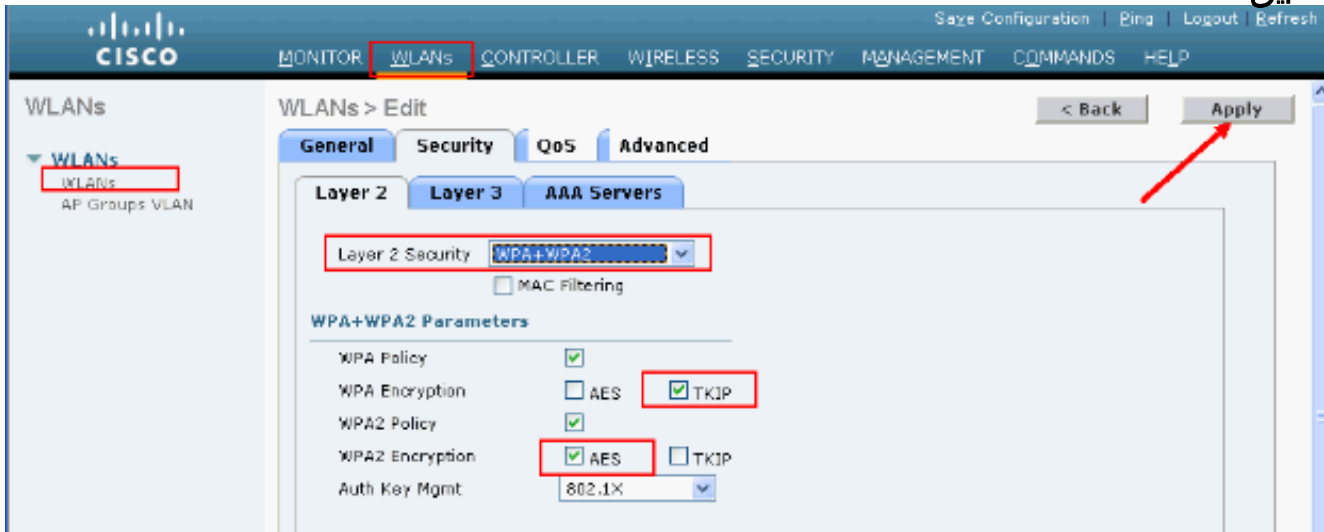 Save Configuration | Ping | Logout | Refresh
CISCO
MONITOR WLANs CONTROLLER WIRELESS SECURITY MANAGEMENT COMMANDS HELP
WLANs
WLANs
WLANs
AP Groups VLAN
WLANs > Edit
< Back Apply
General Security QoS Advanced
Layer 2 Layer 3 AAA Servers
Layer 2 Security WPA+WPA2
MAC Filtering
WPA+WPA2 Parameters
WPA Policy
WPA Encryption AES TKIP
WPA2 Policy
WPA2 Encryption AES TKIP
Auth Key Mgmt 802.1X